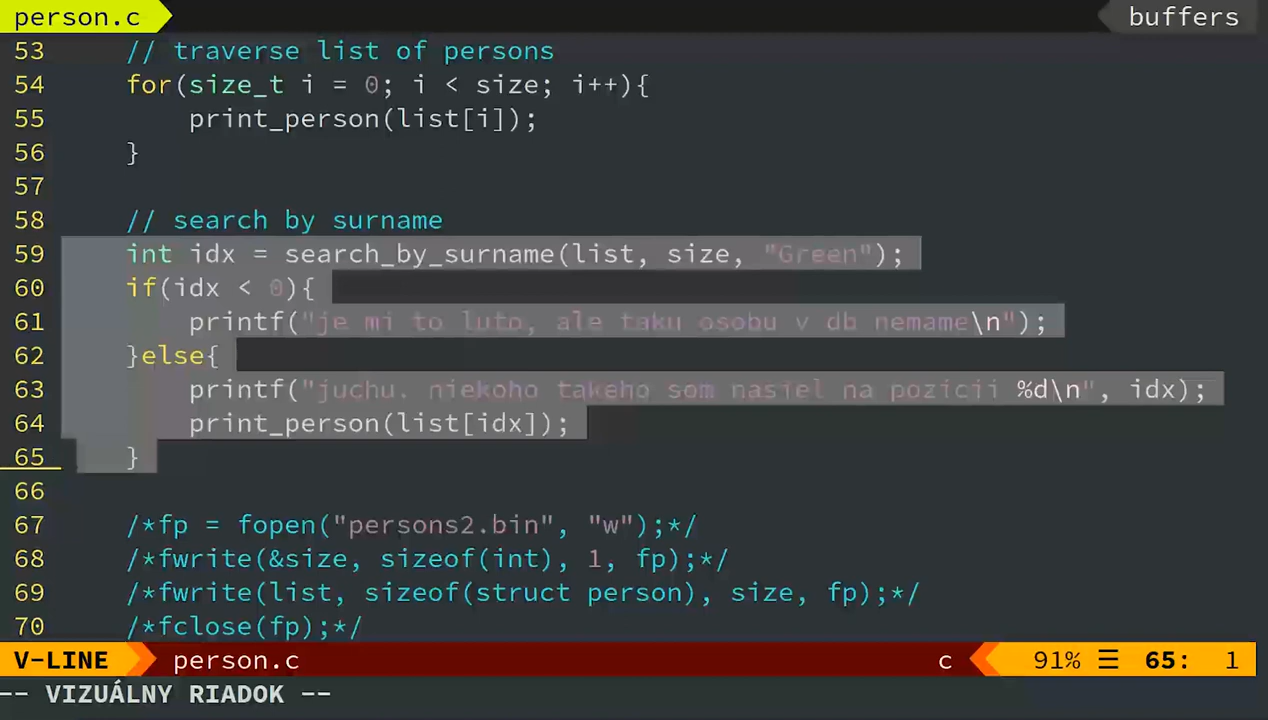 person.c buffers
53 // traverse list of persons
54 for(size_t i = 0; i < size; i++){
55 print_person(list[i]);
56 }
57
58 // search by surname
59 int idx = search_by_surname(list, size, "Green");
60 if(idx < 0){
61 printf("je mi to luto, ale taku osobu v db nemame\n");
62 }else{
63 printf("juchu. niekoho takeho som nasiel na pozicii %d\n", idx);
64 print_person(list[idx]);
65 }
66
67 /*fp = fopen("persons2.bin", "w");*/
68 /*fwrite(&size, sizeof(int), 1, fp);*/
69 /*fwrite(list, sizeof(struct person), size, fp);*/
70 /*fclose(fp);*/
V-LINE person.c c 91% ☰ 65: 1
-- VIZUÁLNY RIADOK --